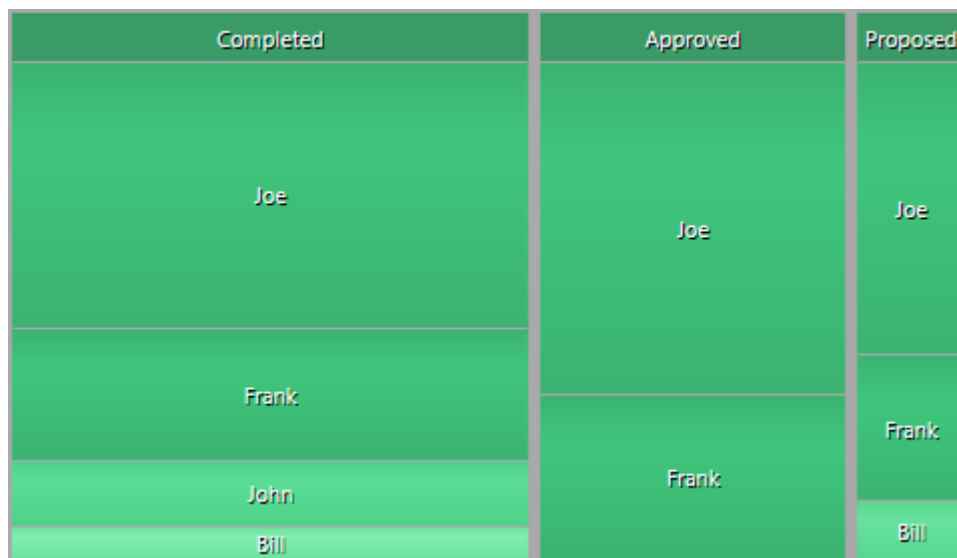 Completed
Joe
Frank
John
Bill
Approved
Joe
Frank
Proposed
Joe
Frank
Bill